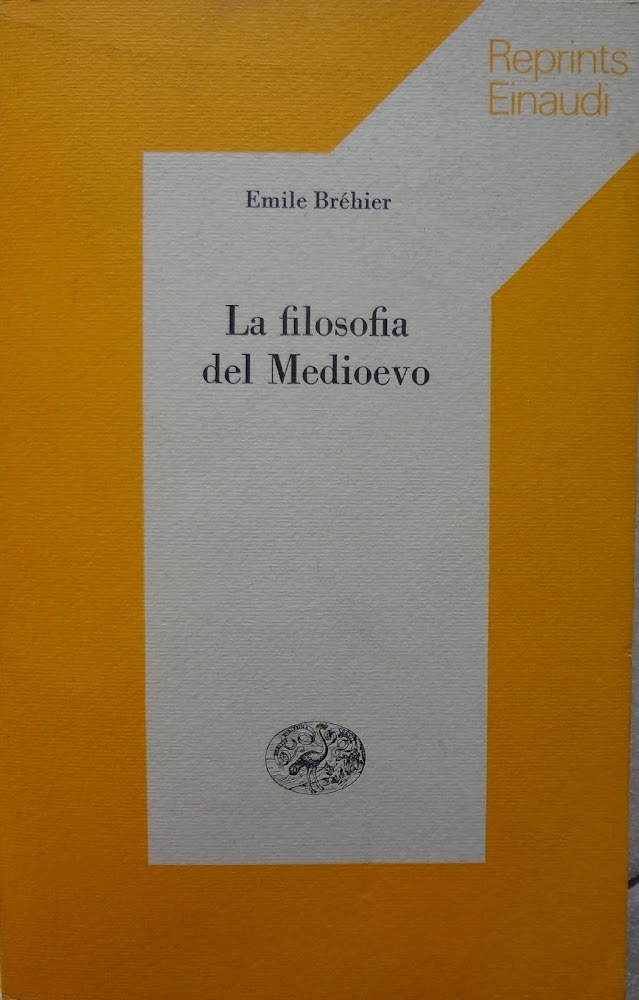 Reprints
Einaudi
Emile Bréhier
La filosofia
del Medioevo